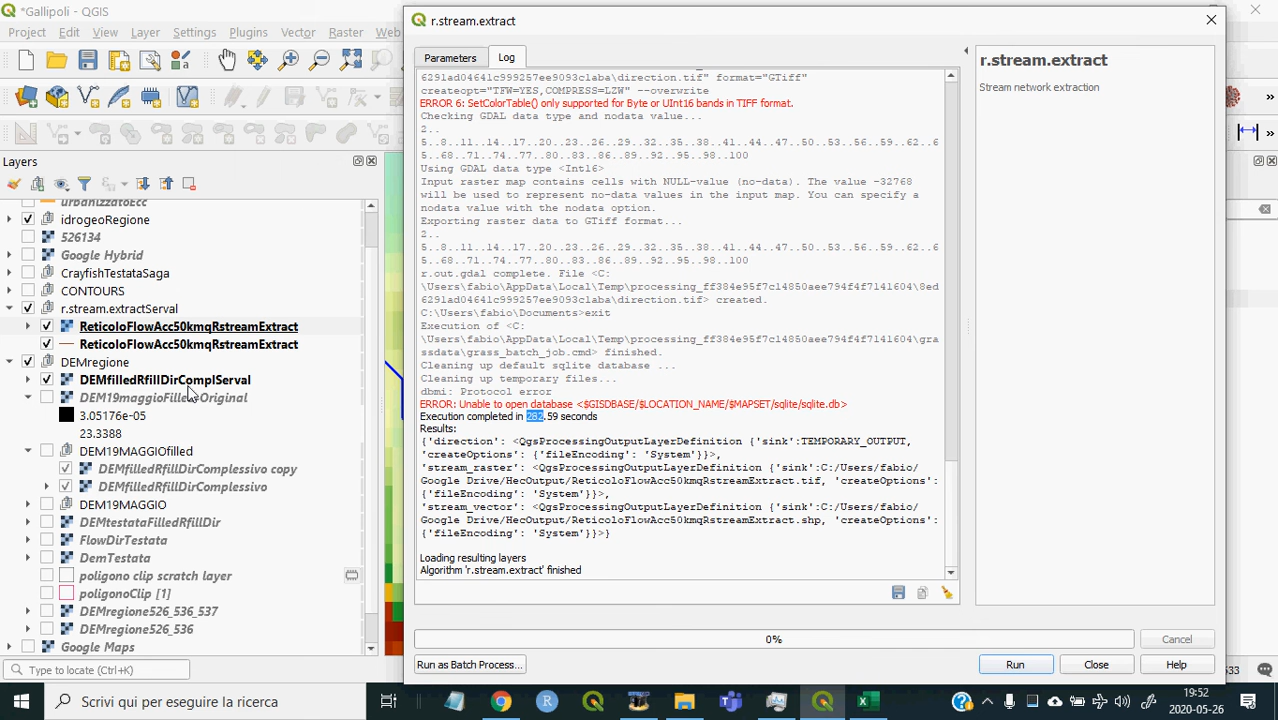 *Gallipoli — QGIS
Project Edit View Layer Settings Plugins Vector Raster Web
Layers
urbanizzatoEcc
idrogeoRegione
526134
Google Hybrid
CrayfishTestataSaga
CONTOURS
r.stream.extractServal
ReticoloFlowAcc50kmqRstreamExtract
ReticoloFlowAcc50kmqRstreamExtract
DEMregione
DEMfilledRfillDirComplServal
3.05176e-05
23.3388
DEM19MAGGIOfilled
DEMfilledRfillDirComplessivo copy
DEMfilledRfillDirComplessivo
DEM19MAGGIO
DEMtestataFilledRfillDir
FlowDirTestata
DemTestata
poligono clip scratch layer
poligonoClip [1]
DEMregione526_536_537
DEMregione526_536
Google Maps
Type to locate (Ctrl+K)
r.stream.extract
Parameters Log
6291ad04641c999257ee9093c1aba\direction.tif" format="GTiff"
createopt="TFW=YES,COMPRESS=LZW" --overwrite
ERROR 6: SetColorTable() only supported for Byte or UInt16 bands in TIFF format.
Checking GDAL data type and nodata value...
2..
5..8..11..14..17..20..23..26..29..32..35..38..41..44..47..50..53..56..59..62..6
5..68..71..74..77..80..83..86..89..92..95..98..100
Using GDAL data type <Int16>
Input raster map contains cells with NULL-value (no-data). The value -32768
will be used to represent no-data values in the input map. You can specify a
nodata value with the nodata option.
Exporting raster data to GTiff format...
2..
5..8..11..14..17..20..23..26..29..32..35..38..41..44..47..50..53..56..59..62..6
5..68..71..74..77..80..83..86..89..92..95..98..100
r.out.gdal complete. File <C:
\Users\fabio\AppData\Local\Temp\processing_ff384e95f7c14850aee794f4f7141604\8ed
6291ad04641c999257ee9093c1aba\direction.tif> created.
C:\Users\fabio\Documents>exit
Execution of <C:
\Users\fabio\AppData\Local\Temp\processing_ff384e95f7c14850aee794f4f7141604\gra
ssdata\grass_batch_job.cmd> finished.
Cleaning up default sqlite database ...
Cleaning up temporary files...
dbmi: Protocol error
ERROR: Unable to open database <$GISDBASE/$LOCATION_NAME/$MAPSET/sqlite/sqlite.db>
Execution completed in 282.59 seconds
Results:
{'direction': <QgsProcessingOutputLayerDefinition {'sink':TEMPORARY_OUTPUT,
'createOptions': {'fileEncoding': 'System'}}>,
'stream_raster': <QgsProcessingOutputLayerDefinition {'sink':C:/Users/fabio/
Google Drive/HecOutput/ReticoloFlowAcc50kmqRstreamExtract.tif, 'createOptions':
{'fileEncoding': 'System'}}>,
'stream_vector': <QgsProcessingOutputLayerDefinition {'sink':C:/Users/fabio/
Google Drive/HecOutput/ReticoloFlowAcc50kmqRstreamExtract.shp, 'createOptions':
{'fileEncoding': 'System'}}>}
Loading resulting layers
Algorithm 'r.stream.extract' finished
0%
Cancel
Run as Batch Process...
Run Close Help
r.stream.extract
Stream network extraction
Scrivi qui per eseguire la ricerca
19:52
2020-05-26